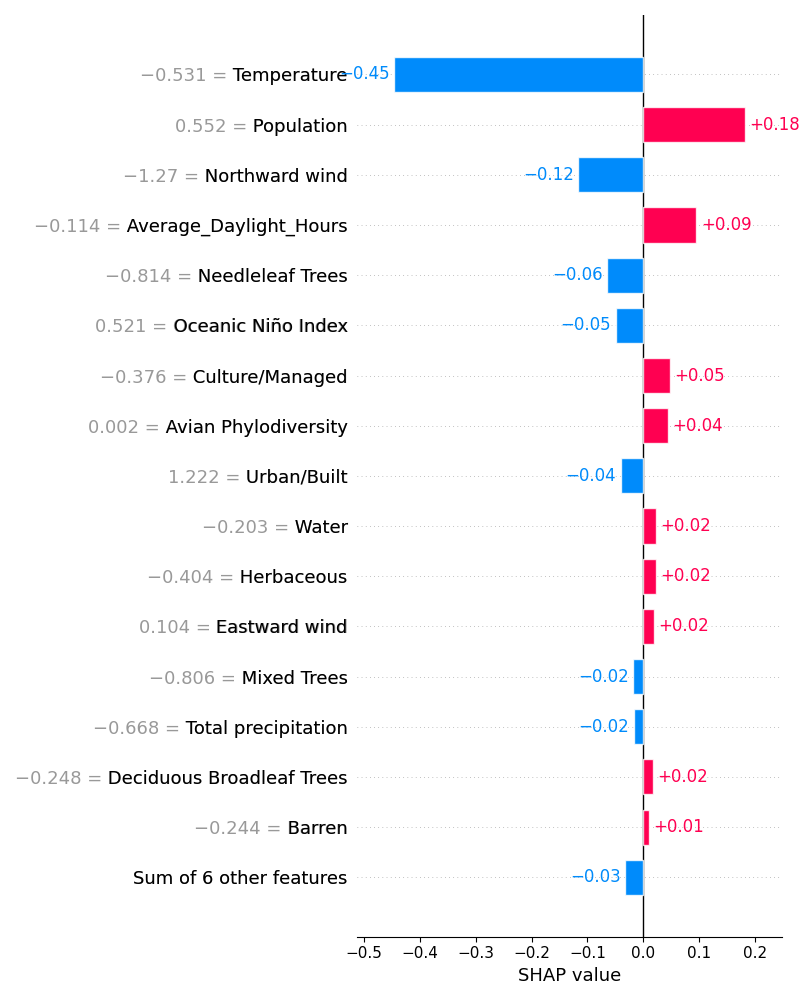 −0.531 = Temperature −0.45
0.552 = Population +0.18
−1.27 = Northward wind −0.12
−0.114 = Average_Daylight_Hours +0.09
−0.814 = Needleleaf Trees −0.06
0.521 = Oceanic Niño Index −0.05
−0.376 = Culture/Managed +0.05
0.002 = Avian Phylodiversity +0.04
1.222 = Urban/Built −0.04
−0.203 = Water +0.02
−0.404 = Herbaceous +0.02
0.104 = Eastward wind +0.02
−0.806 = Mixed Trees −0.02
−0.668 = Total precipitation −0.02
−0.248 = Deciduous Broadleaf Trees +0.02
−0.244 = Barren +0.01
Sum of 6 other features −0.03
−0.5 −0.4 −0.3 −0.2 −0.1 0.0 0.1 0.2
SHAP value